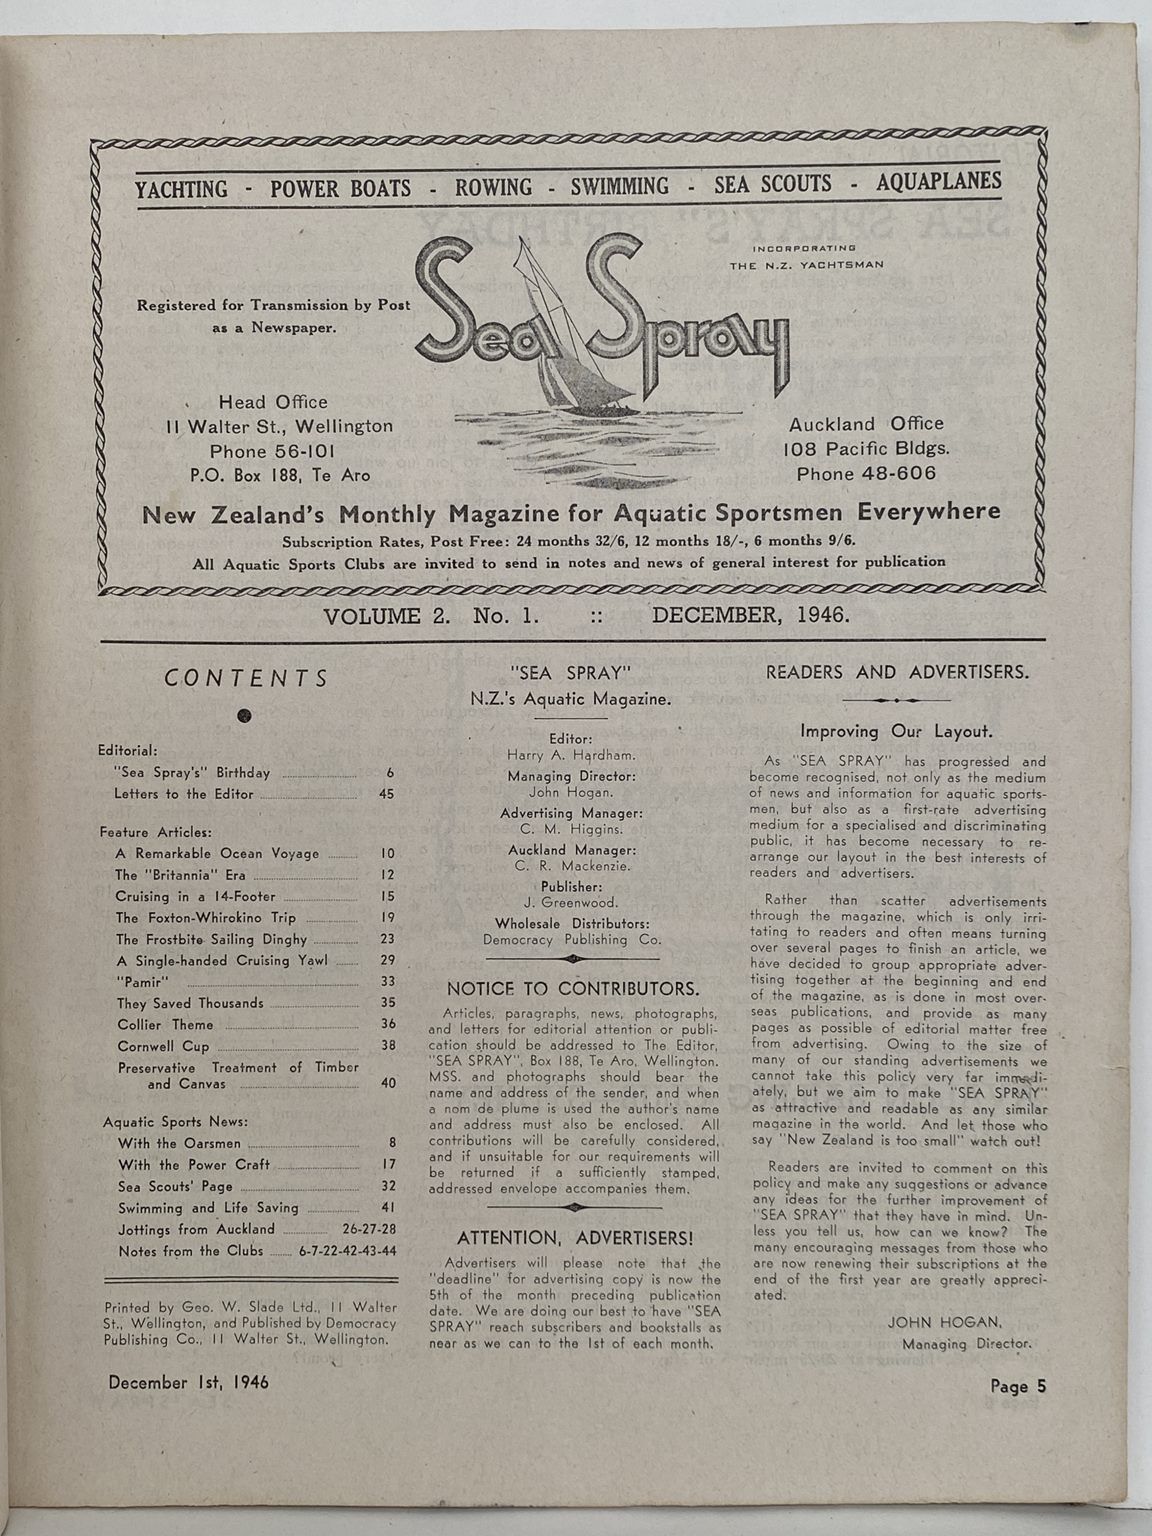 YACHTING - POWER BOATS - ROWING - SWIMMING - SEA SCOUTS - AQUAPLANES
INCORPORATING
THE N.Z. YACHTSMAN
Sea Spray
Registered for Transmission by Post
as a Newspaper.
Head Office
11 Walter St., Wellington
Phone 56-101
P.O. Box 188, Te Aro
Auckland Office
108 Pacific Bldgs.
Phone 48-606
New Zealand's Monthly Magazine for Aquatic Sportsmen Everywhere
Subscription Rates, Post Free: 24 months 32/6, 12 months 18/-, 6 months 9/6.
All Aquatic Sports Clubs are invited to send in notes and news of general interest for publication
VOLUME 2. No. 1. :: DECEMBER, 1946.
CONTENTS
Editorial:
"Sea Spray's" Birthday 6
Letters to the Editor 45
Feature Articles:
A Remarkable Ocean Voyage 10
The "Britannia" Era 12
Cruising in a 14-Footer 15
The Foxton-Whirokino Trip 19
The Frostbite Sailing Dinghy 23
A Single-handed Cruising Yawl 29
"Pamir" 33
They Saved Thousands 35
Collier Theme 36
Cornwell Cup 38
Preservative Treatment of Timber
and Canvas 40
Aquatic Sports News:
With the Oarsmen 8
With the Power Craft 17
Sea Scouts' Page 32
Swimming and Life Saving 41
Jottings from Auckland 26-27-28
Notes from the Clubs 6-7-22-42-43-44
Printed by Geo. W. Slade Ltd., 11 Walter
St., Wellington, and Published by Democracy
Publishing Co., 11 Walter St., Wellington.
"SEA SPRAY"
N.Z.'s Aquatic Magazine.
Editor:
Harry A. Hardham.
Managing Director:
John Hogan.
Advertising Manager:
C. M. Higgins.
Auckland Manager:
C. R. Mackenzie.
Publisher:
J. Greenwood.
Wholesale Distributors:
Democracy Publishing Co.
NOTICE TO CONTRIBUTORS.
Articles, paragraphs, news, photographs,
and letters for editorial attention or publi-
cation should be addressed to The Editor,
"SEA SPRAY", Box 188, Te Aro, Wellington.
MSS. and photographs should bear the
name and address of the sender, and when
a nom de plume is used the author's name
and address must also be enclosed. All
contributions will be carefully considered,
and if unsuitable for our requirements will
be returned if a sufficiently stamped,
addressed envelope accompanies them.
ATTENTION, ADVERTISERS!
Advertisers will please note that the
"deadline" for advertising copy is now the
5th of the month preceding publication
date. We are doing our best to have "SEA
SPRAY" reach subscribers and bookstalls as
near as we can to the 1st of each month.
READERS AND ADVERTISERS.
Improving Our Layout.
As "SEA SPRAY" has progressed and
become recognised, not only as the medium
of news and information for aquatic sports-
men, but also as a first-rate advertising
medium for a specialised and discriminating
public, it has become necessary to re-
arrange our layout in the best interests of
readers and advertisers.
Rather than scatter advertisements
through the magazine, which is only irri-
tating to readers and often means turning
over several pages to finish an article, we
have decided to group appropriate adver-
tising together at the beginning and end
of the magazine, as is done in most over-
seas publications, and provide as many
pages as possible of editorial matter free
from advertising. Owing to the size of
many of our standing advertisements we
cannot take this policy very far immedi-
ately, but we aim to make "SEA SPRAY"
as attractive and readable as any similar
magazine in the world. And let those who
say "New Zealand is too small" watch out!
Readers are invited to comment on this
policy and make any suggestions or advance
any ideas for the further improvement of
"SEA SPRAY" that they have in mind. Un-
less you tell us, how can we know? The
many encouraging messages from those who
are now renewing their subscriptions at the
end of the first year are greatly appreci-
ated.
JOHN HOGAN,
Managing Director.
December 1st, 1946
Page 5